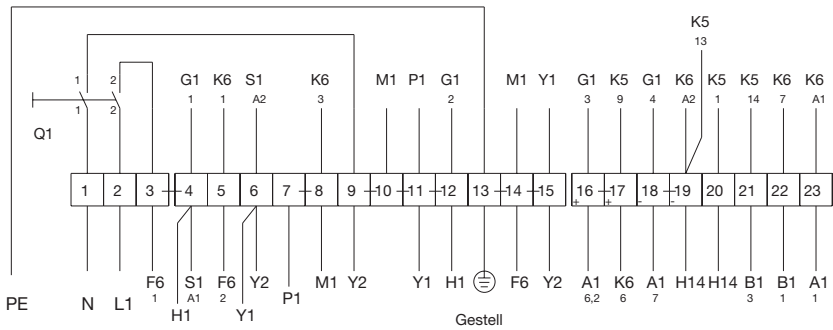 K5
13
1 2 G1 K6 S1 K6 M1 P1 G1 M1 Y1 G1 K5 G1 K6 K5 K5 K6 K6
1 1 A2 3 2 3 9 4 A2 1 14 7 A1
1 2
Q1
1 2 3 4 5 6 7 8 9 10 11 12 13 14 15 16 17 18 19 20 21 22 23
+ + - -
PE N L1 F6 S1 F6 Y2 P1 M1 Y2 Y1 H1 F6 Y2 A1 K6 A1 H14 H14 B1 B1 A1
1 A1 2 6,2 6 7 3 1 1
H1 Y1
Gestell